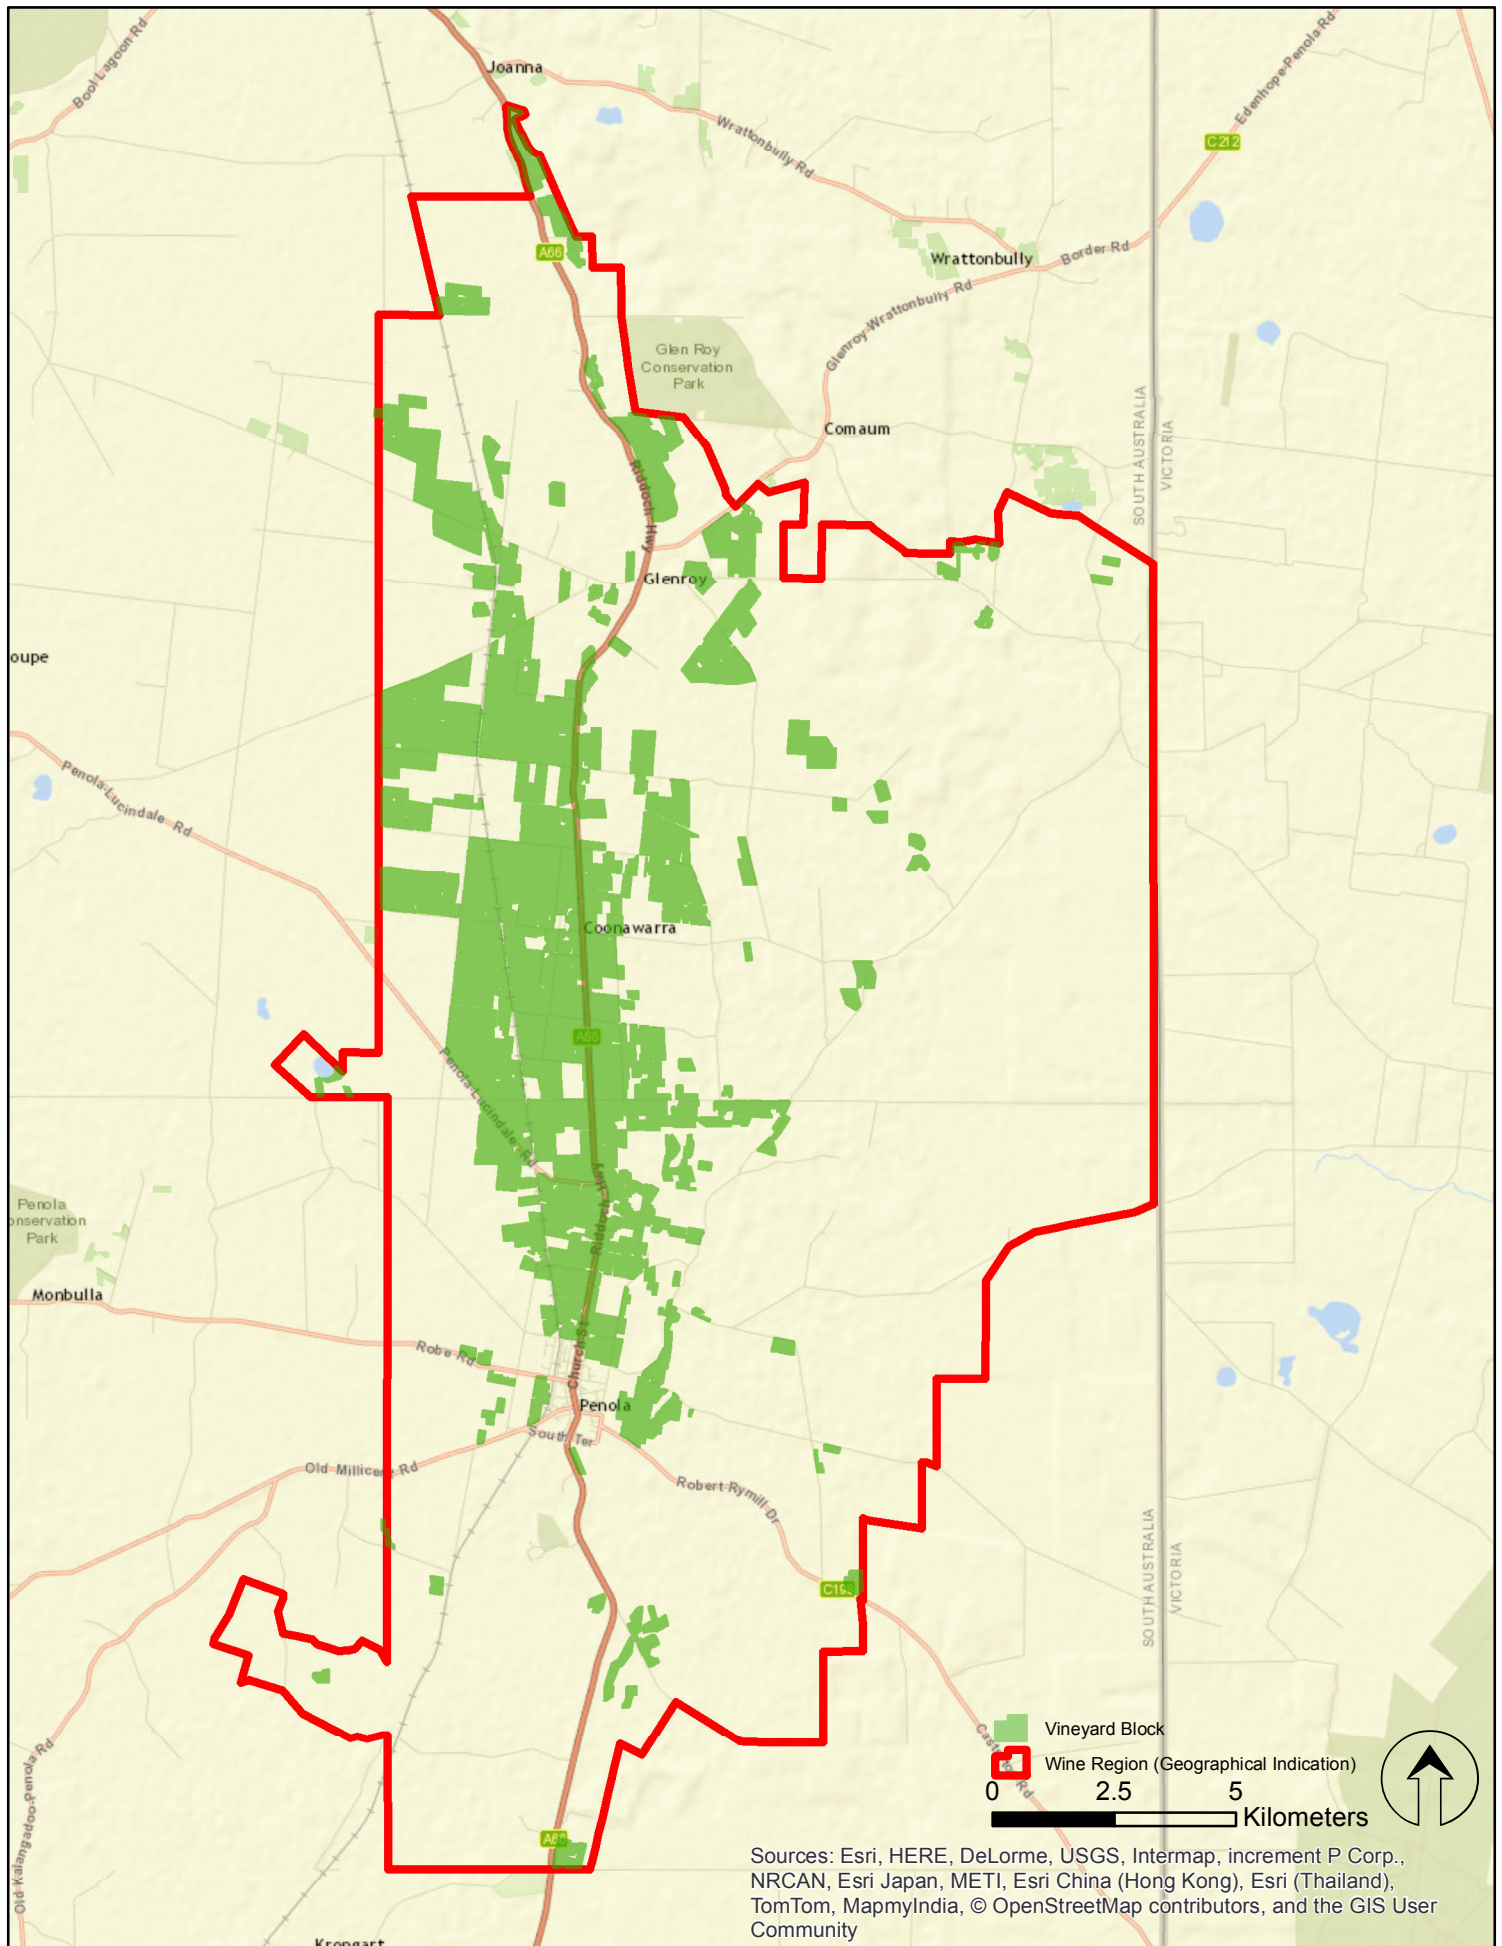 Bool Lagoon Rd
Joanna
Edenhope-Penola Rd
Wrattonbully Rd
C212
A66
Wrattonbully
Border Rd
Glenroy-Wrattonbully Rd
Glen Roy
Conservation
Park
Comaum
SOUTH AUSTRALIA
VICTORIA
Riddoch Hwy
Glenroy
oupe
Penola-Lucindale Rd
Coonawarra
A66
Penola-Lucindale Rd
Riddoch Hwy
Penola
onservation
Park
Monbulla
Robe Rd
Church St
Penola
South Ter
Old Millicent Rd
Robert Rymill Dr
SOUTH AUSTRALIA
VICTORIA
C198
Old Kalangadoo-Penola Rd
Casterton Rd
Vineyard Block
Wine Region (Geographical Indication)
0 2.5 5
Kilometers
A66
Sources: Esri, HERE, DeLorme, USGS, Intermap, increment P Corp.,
NRCAN, Esri Japan, METI, Esri China (Hong Kong), Esri (Thailand),
TomTom, MapmyIndia, © OpenStreetMap contributors, and the GIS User
Community
Krongart